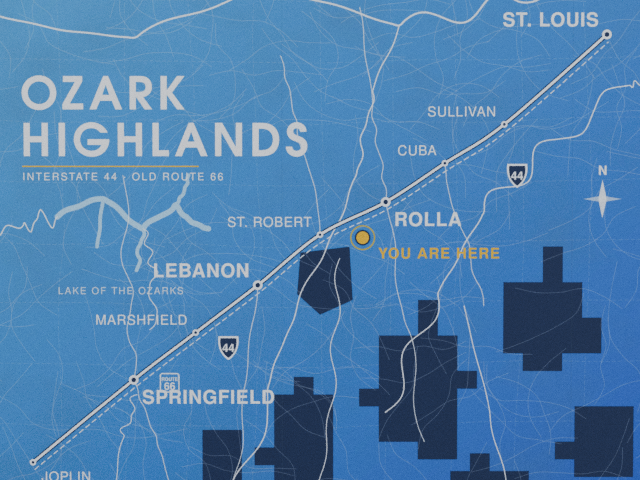 ST. LOUIS
OZARK
HIGHLANDS
INTERSTATE 44 · OLD ROUTE 66
SULLIVAN
CUBA
44
N
ST. ROBERT
ROLLA
YOU ARE HERE
LEBANON
LAKE OF THE OZARKS
MARSHFIELD
44
ROUTE
66
SPRINGFIELD
JOPLIN